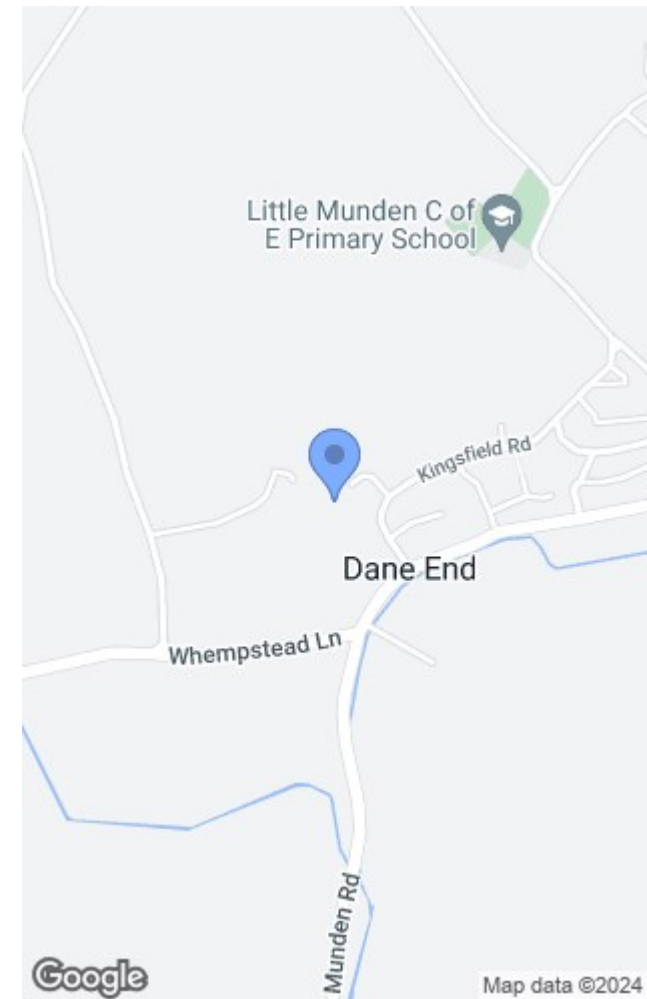 Little Munden C of
E Primary School
Kingsfield Rd
Dane End
Whempstead Ln
Munden Rd
Google
Map data ©2024